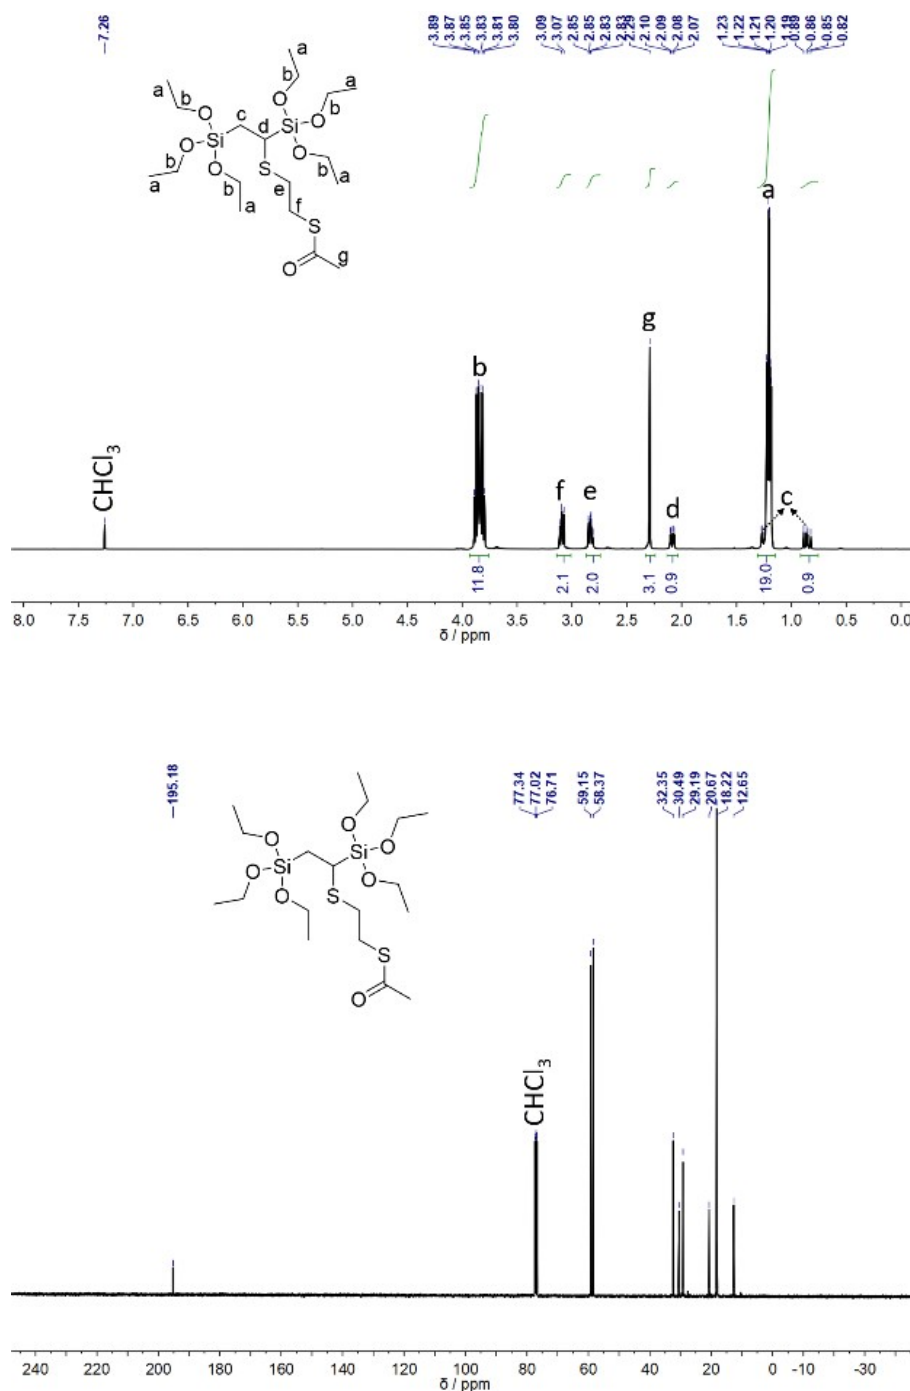 7.26
3.89
3.87
3.85
3.83
3.81
3.80
3.09
3.07
2.85
2.85
2.83
2.83
2.29
2.10
2.09
2.08
2.07
1.23
1.22
1.21
1.20
1.19
0.89
0.86
0.85
0.82
a a
b b a
a b O O b
O O c d Si O
Si O b
b O O S a
a b e
a f
S
O g
CHCl3
b
f
e
g
d
a
c
11.8
2.1
2.0
3.1
0.9
19.0
0.9
8.0 7.5 7.0 6.5 6.0 5.5 5.0 4.5 4.0 3.5 3.0 2.5 2.0 1.5 1.0 0.5 0.0
δ / ppm
195.18
77.34
77.02
76.71
59.15
58.37
32.35
30.49
29.19
20.67
18.22
12.65
O O
O O Si O
Si O
O O S
S
O
CHCl3
240 220 200 180 160 140 120 100 80 60 40 20 0 -10 -30
δ / ppm